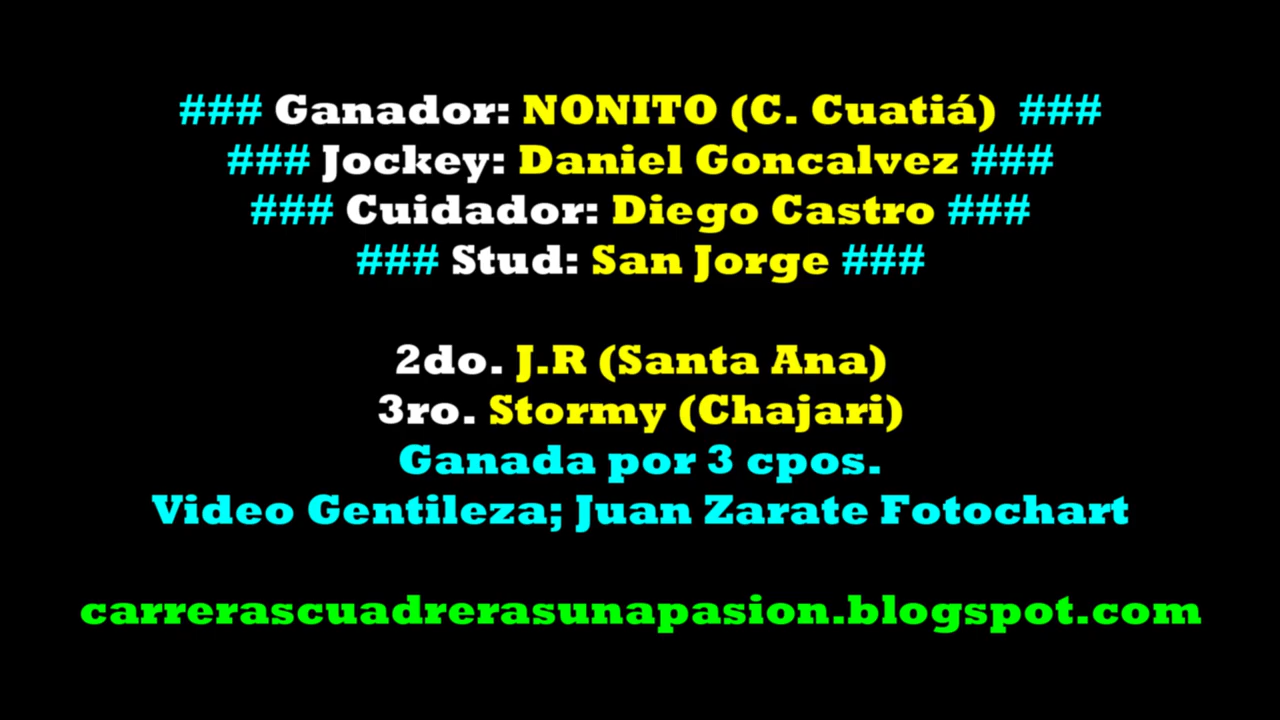 ### Ganador: NONITO (C. Cuatiá) ###
### Jockey: Daniel Goncalvez ###
### Cuidador: Diego Castro ###
### Stud: San Jorge ###
2do. J.R (Santa Ana)
3ro. Stormy (Chajari)
Ganada por 3 cpos.
Video Gentileza; Juan Zarate Fotochart
carrerascuadrerasunapasion.blogspot.com